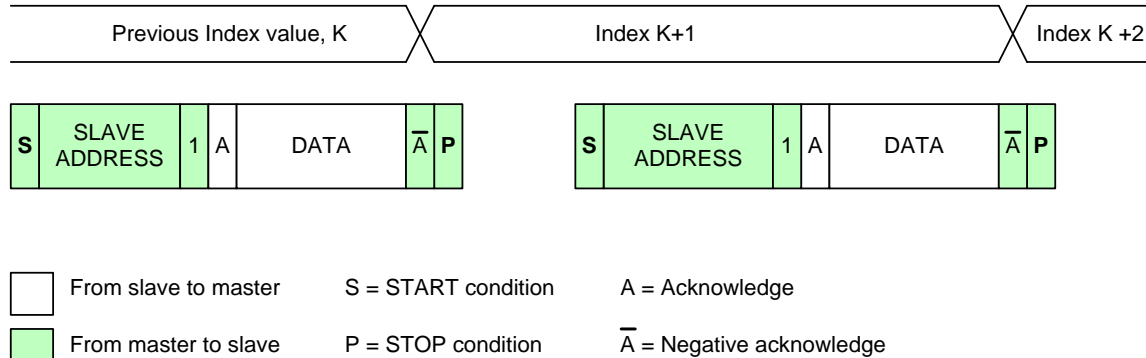 Previous Index value, K Index K+1 Index K +2
S SLAVE ADDRESS 1 A DATA A̅ P S SLAVE ADDRESS 1 A DATA A̅ P
From slave to master S = START condition A = Acknowledge
From master to slave P = STOP condition A̅ = Negative acknowledge